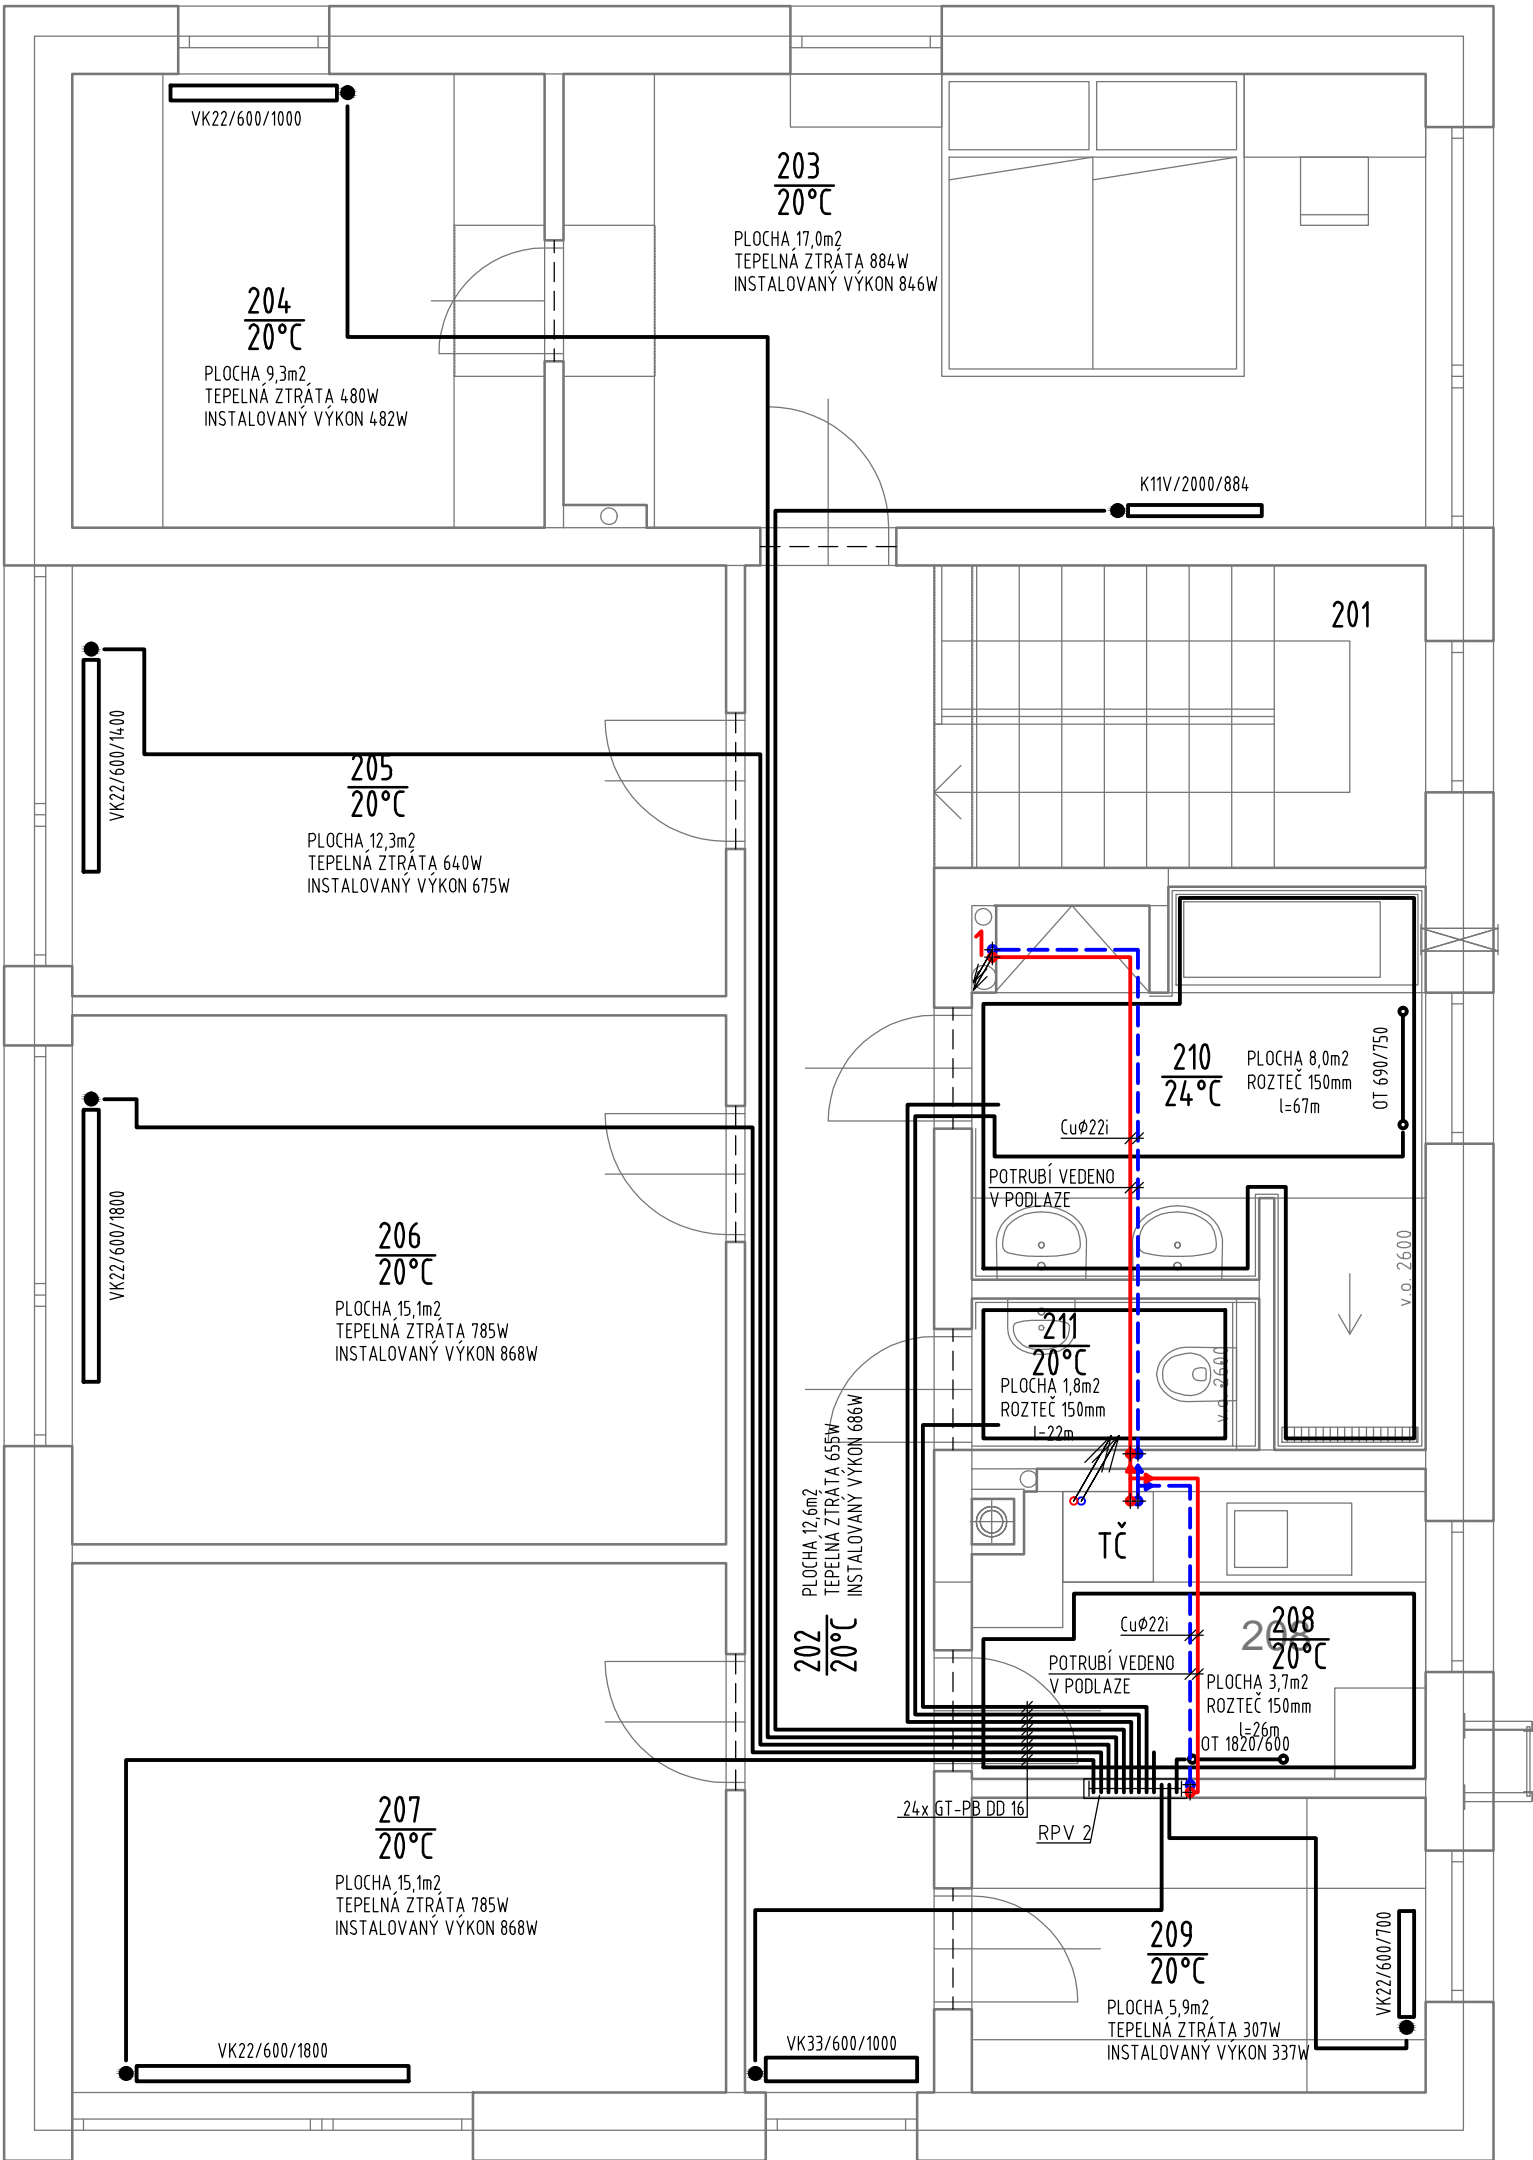 VK22/600/1000
203
20°C
PLOCHA 17,0m2
TEPELNÁ ZTRÁTA 884W
INSTALOVANÝ VÝKON 846W
204
20°C
PLOCHA 9,3m2
TEPELNÁ ZTRÁTA 480W
INSTALOVANÝ VÝKON 482W
K11V/2000/884
201
VK22/600/1400
205
20°C
PLOCHA 12,3m2
TEPELNÁ ZTRÁTA 640W
INSTALOVANÝ VÝKON 675W
1
210
24°C
PLOCHA 8,0m2
ROZTEČ 150mm
l=67m
OT 690/750
CuØ22i
POTRUBÍ VEDENO
V PODLAZE
VK22/600/1800
206
20°C
PLOCHA 15,1m2
TEPELNÁ ZTRÁTA 785W
INSTALOVANÝ VÝKON 868W
v.o. 2600
211
20°C
PLOCHA 1,8m2
ROZTEČ 150mm
l=22m
v.o. 2600
202
20°C
PLOCHA 12,6m2
TEPELNÁ ZTRÁTA 655W
INSTALOVANÝ VÝKON 686W
TČ
CuØ22i
POTRUBÍ VEDENO
V PODLAZE
208
208
20°C
PLOCHA 3,7m2
ROZTEČ 150mm
l=26m
OT 1820/600
24x GT-PB DD 16
RPV 2
207
20°C
PLOCHA 15,1m2
TEPELNÁ ZTRÁTA 785W
INSTALOVANÝ VÝKON 868W
209
20°C
PLOCHA 5,9m2
TEPELNÁ ZTRÁTA 307W
INSTALOVANÝ VÝKON 337W
VK22/600/700
VK22/600/1800
VK33/600/1000